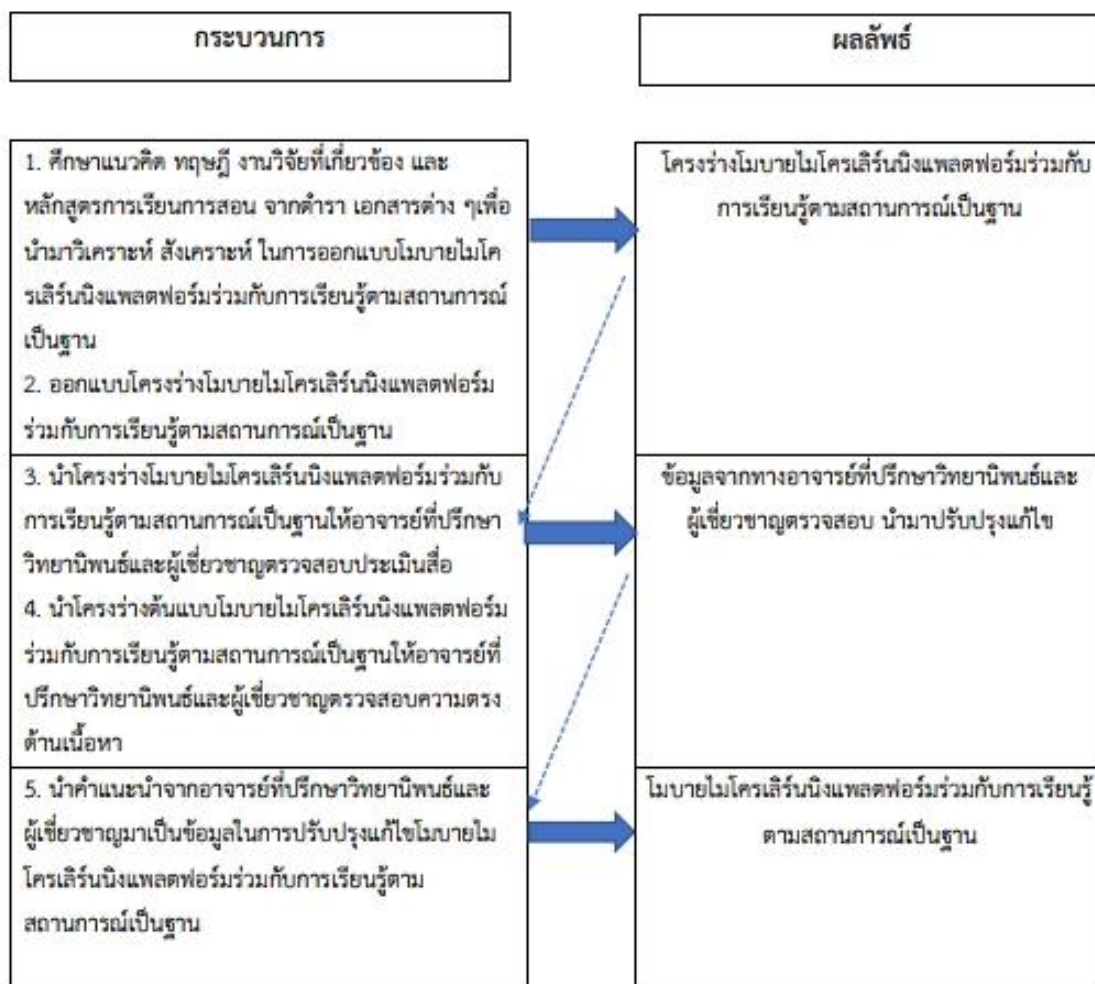 กระบวนการ
ผลลัพธ์
1. ศึกษาแนวคิด ทฤษฎี งานวิจัยที่เกี่ยวข้อง และ
หลักสูตรการเรียนการสอน จากตำรา เอกสารต่าง ๆเพื่อ
นำมาวิเคราะห์ สังเคราะห์ ในการออกแบบโมบายไมโค
รเลิร์นนิงแพลตฟอร์มร่วมกับการเรียนรู้ตามสถานการณ์
เป็นฐาน
2. ออกแบบโครงร่างโมบายไมโครเลิร์นนิงแพลตฟอร์ม
ร่วมกับการเรียนรู้ตามสถานการณ์เป็นฐาน
โครงร่างโมบายไมโครเลิร์นนิงแพลตฟอร์มร่วมกับ
การเรียนรู้ตามสถานการณ์เป็นฐาน
3. นำโครงร่างโมบายไมโครเลิร์นนิงแพลตฟอร์มร่วมกับ
การเรียนรู้ตามสถานการณ์เป็นฐานให้อาจารย์ที่ปรึกษา
วิทยานิพนธ์และผู้เชี่ยวชาญตรวจสอบประเมินสื่อ
4. นำโครงร่างต้นแบบโมบายไมโครเลิร์นนิงแพลตฟอร์ม
ร่วมกับการเรียนรู้ตามสถานการณ์เป็นฐานให้อาจารย์ที่
ปรึกษาวิทยานิพนธ์และผู้เชี่ยวชาญตรวจสอบความตรง
ด้านเนื้อหา
ข้อมูลจากทางอาจารย์ที่ปรึกษาวิทยานิพนธ์และ
ผู้เชี่ยวชาญตรวจสอบ นำมาปรับปรุงแก้ไข
5. นำคำแนะนำจากอาจารย์ที่ปรึกษาวิทยานิพนธ์และ
ผู้เชี่ยวชาญมาเป็นข้อมูลในการปรับปรุงแก้ไขโมบายไม
โครเลิร์นนิงแพลตฟอร์มร่วมกับการเรียนรู้ตาม
สถานการณ์เป็นฐาน
โมบายไมโครเลิร์นนิงแพลตฟอร์มร่วมกับการเรียนรู้
ตามสถานการณ์เป็นฐาน